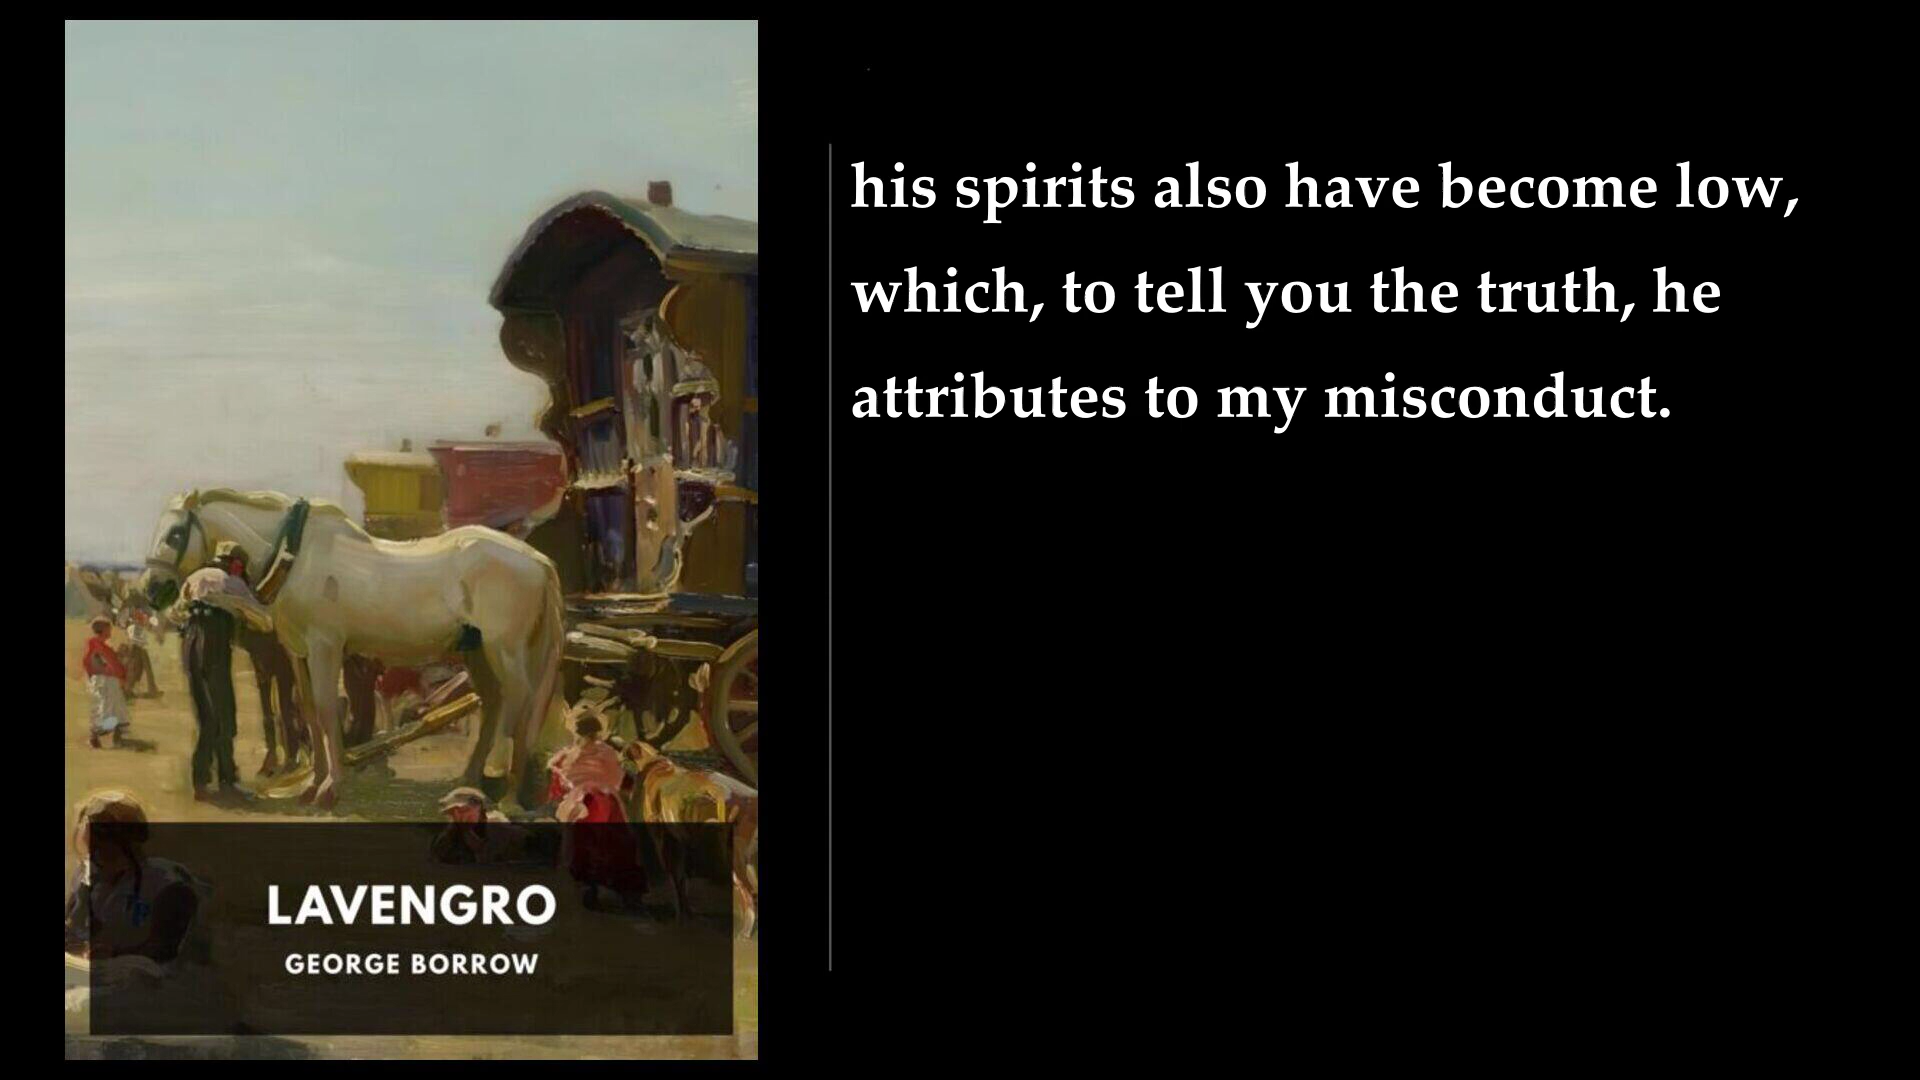 his spirits also have become low,
which, to tell you the truth, he
attributes to my misconduct.
LAVENGRO
GEORGE BORROW